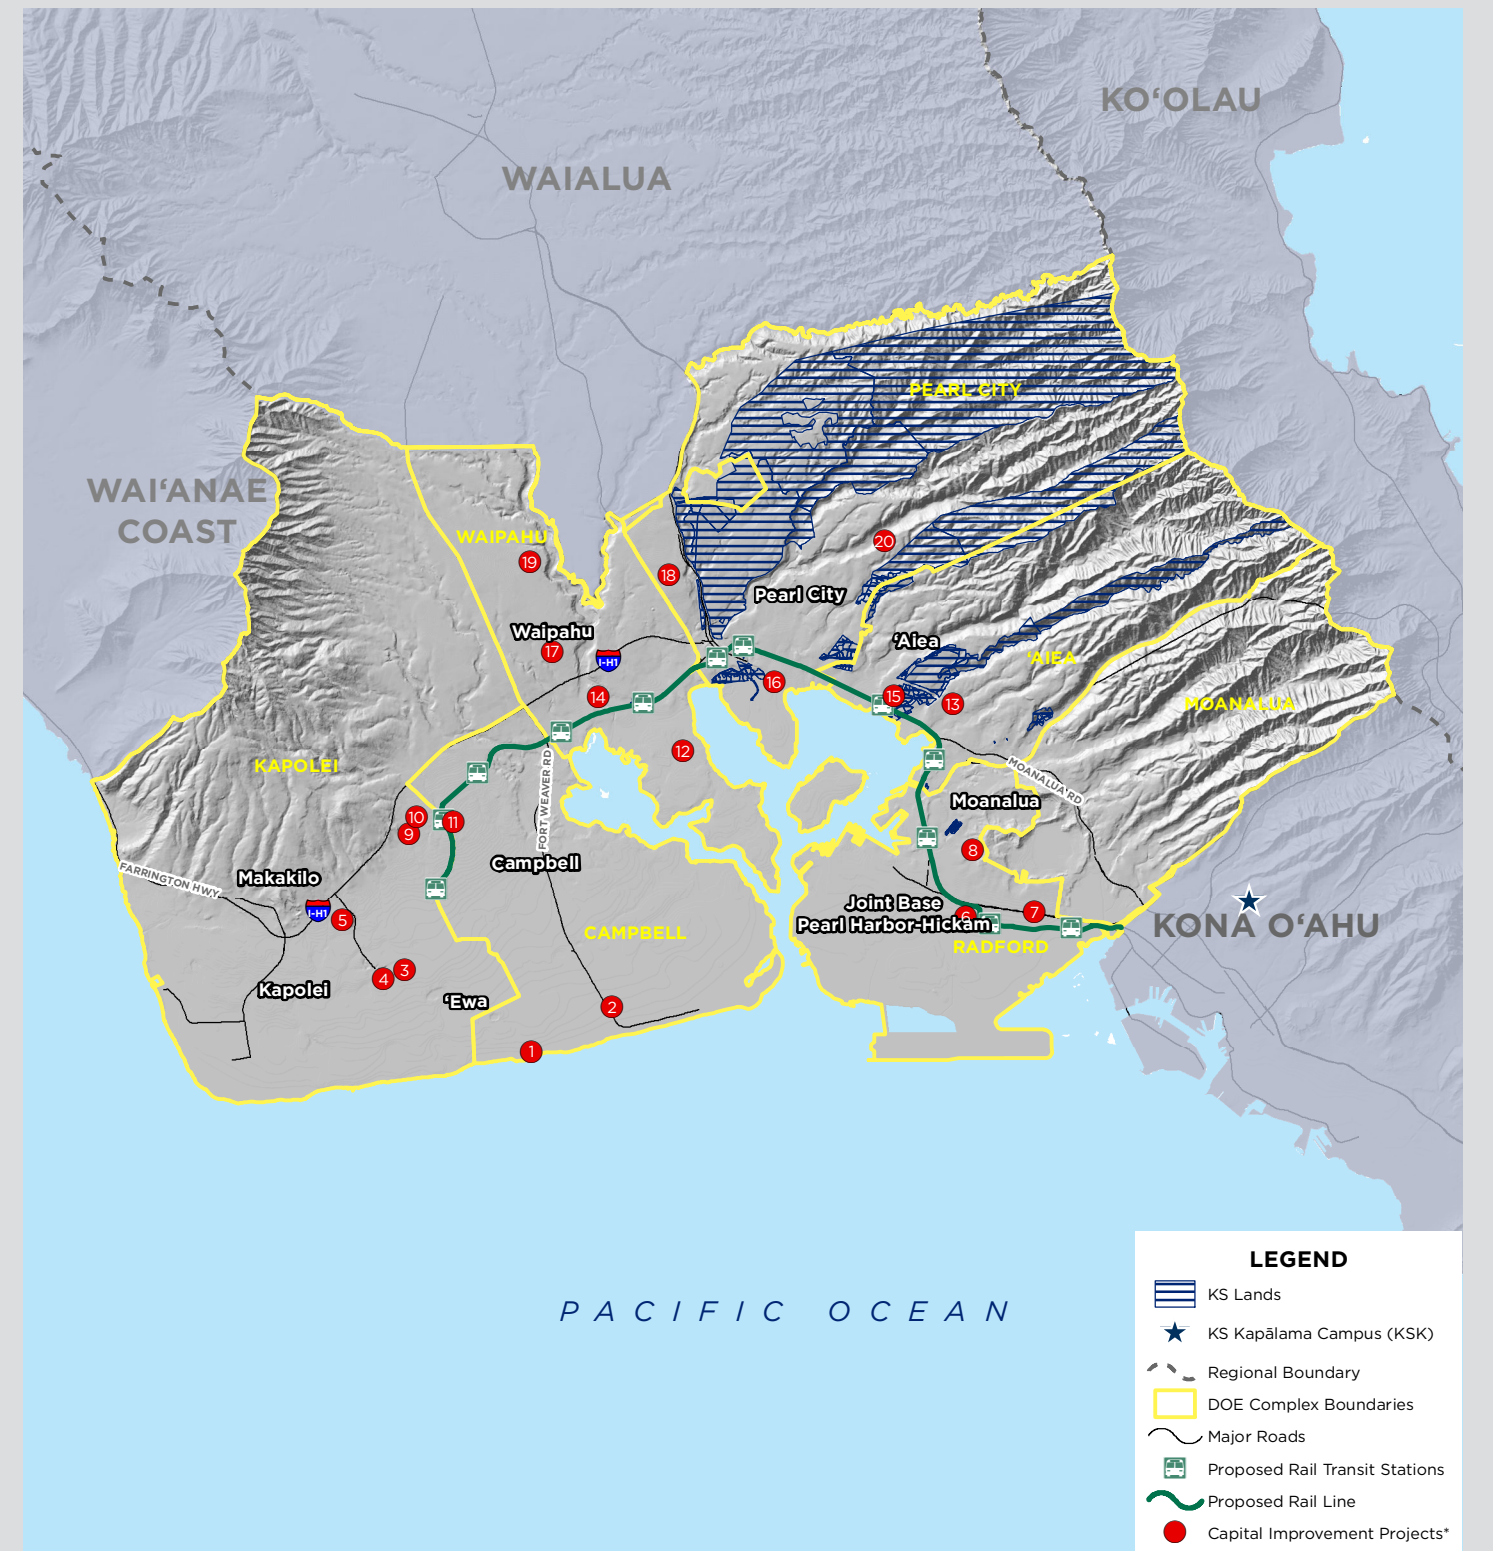 KO‘OLAU
WAIALUA
PEARL CITY
WAI‘ANAE
COAST
WAIPAHU
20
19
18
Pearl City
Waipahu
‘Aiea
17
I-H1
‘AIEA
16
14
15
13
MOANALUA
12
KAPOLEI
MOANALUA RD
FORT WEAVER RD
Moanalua
10
11
9
8
Campbell
FARRINGTON HWY
Makakilo
I-H1
5
Joint Base
Pearl Harbor-Hickam
6
7
KONA O‘AHU
CAMPBELL
RADFORD
4
3
Kapolei
‘Ewa
2
1
PACIFIC OCEAN
LEGEND
KS Lands
KS Kapālama Campus (KSK)
Regional Boundary
DOE Complex Boundaries
Major Roads
Proposed Rail Transit Stations
Proposed Rail Line
Capital Improvement Projects*